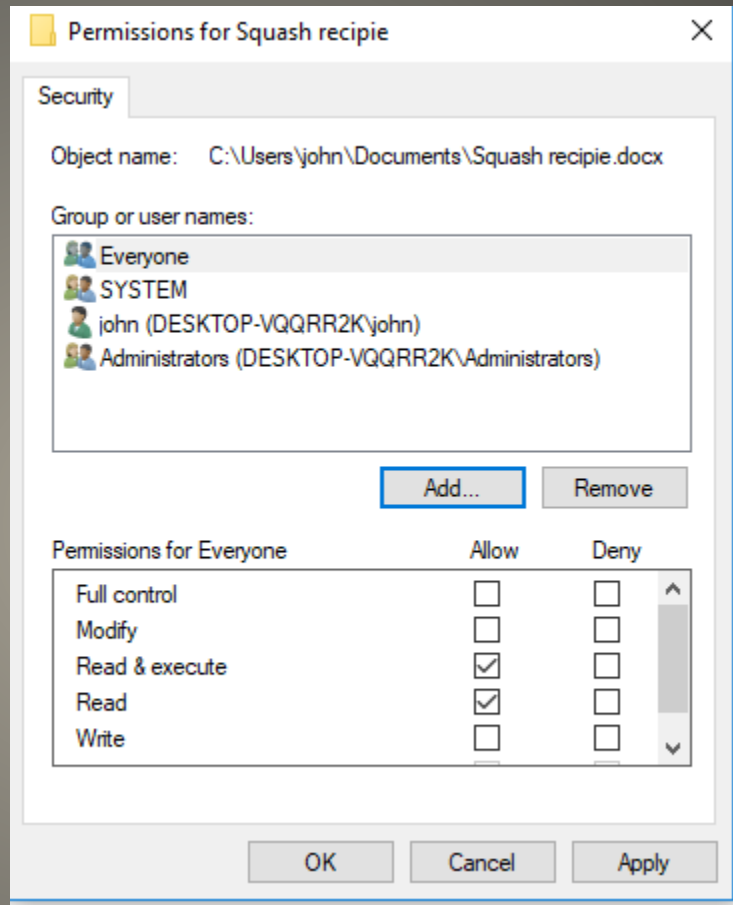 Permissions for Squash recipie
Security
Object name: C:\Users\john\Documents\Squash recipie.docx
Group or user names:
Everyone
SYSTEM
john (DESKTOP-VQQRR2K\john)
Administrators (DESKTOP-VQQRR2K\Administrators)
Add... Remove
Permissions for Everyone Allow Deny
Full control
Modify
Read & execute
Read
Write
OK Cancel Apply